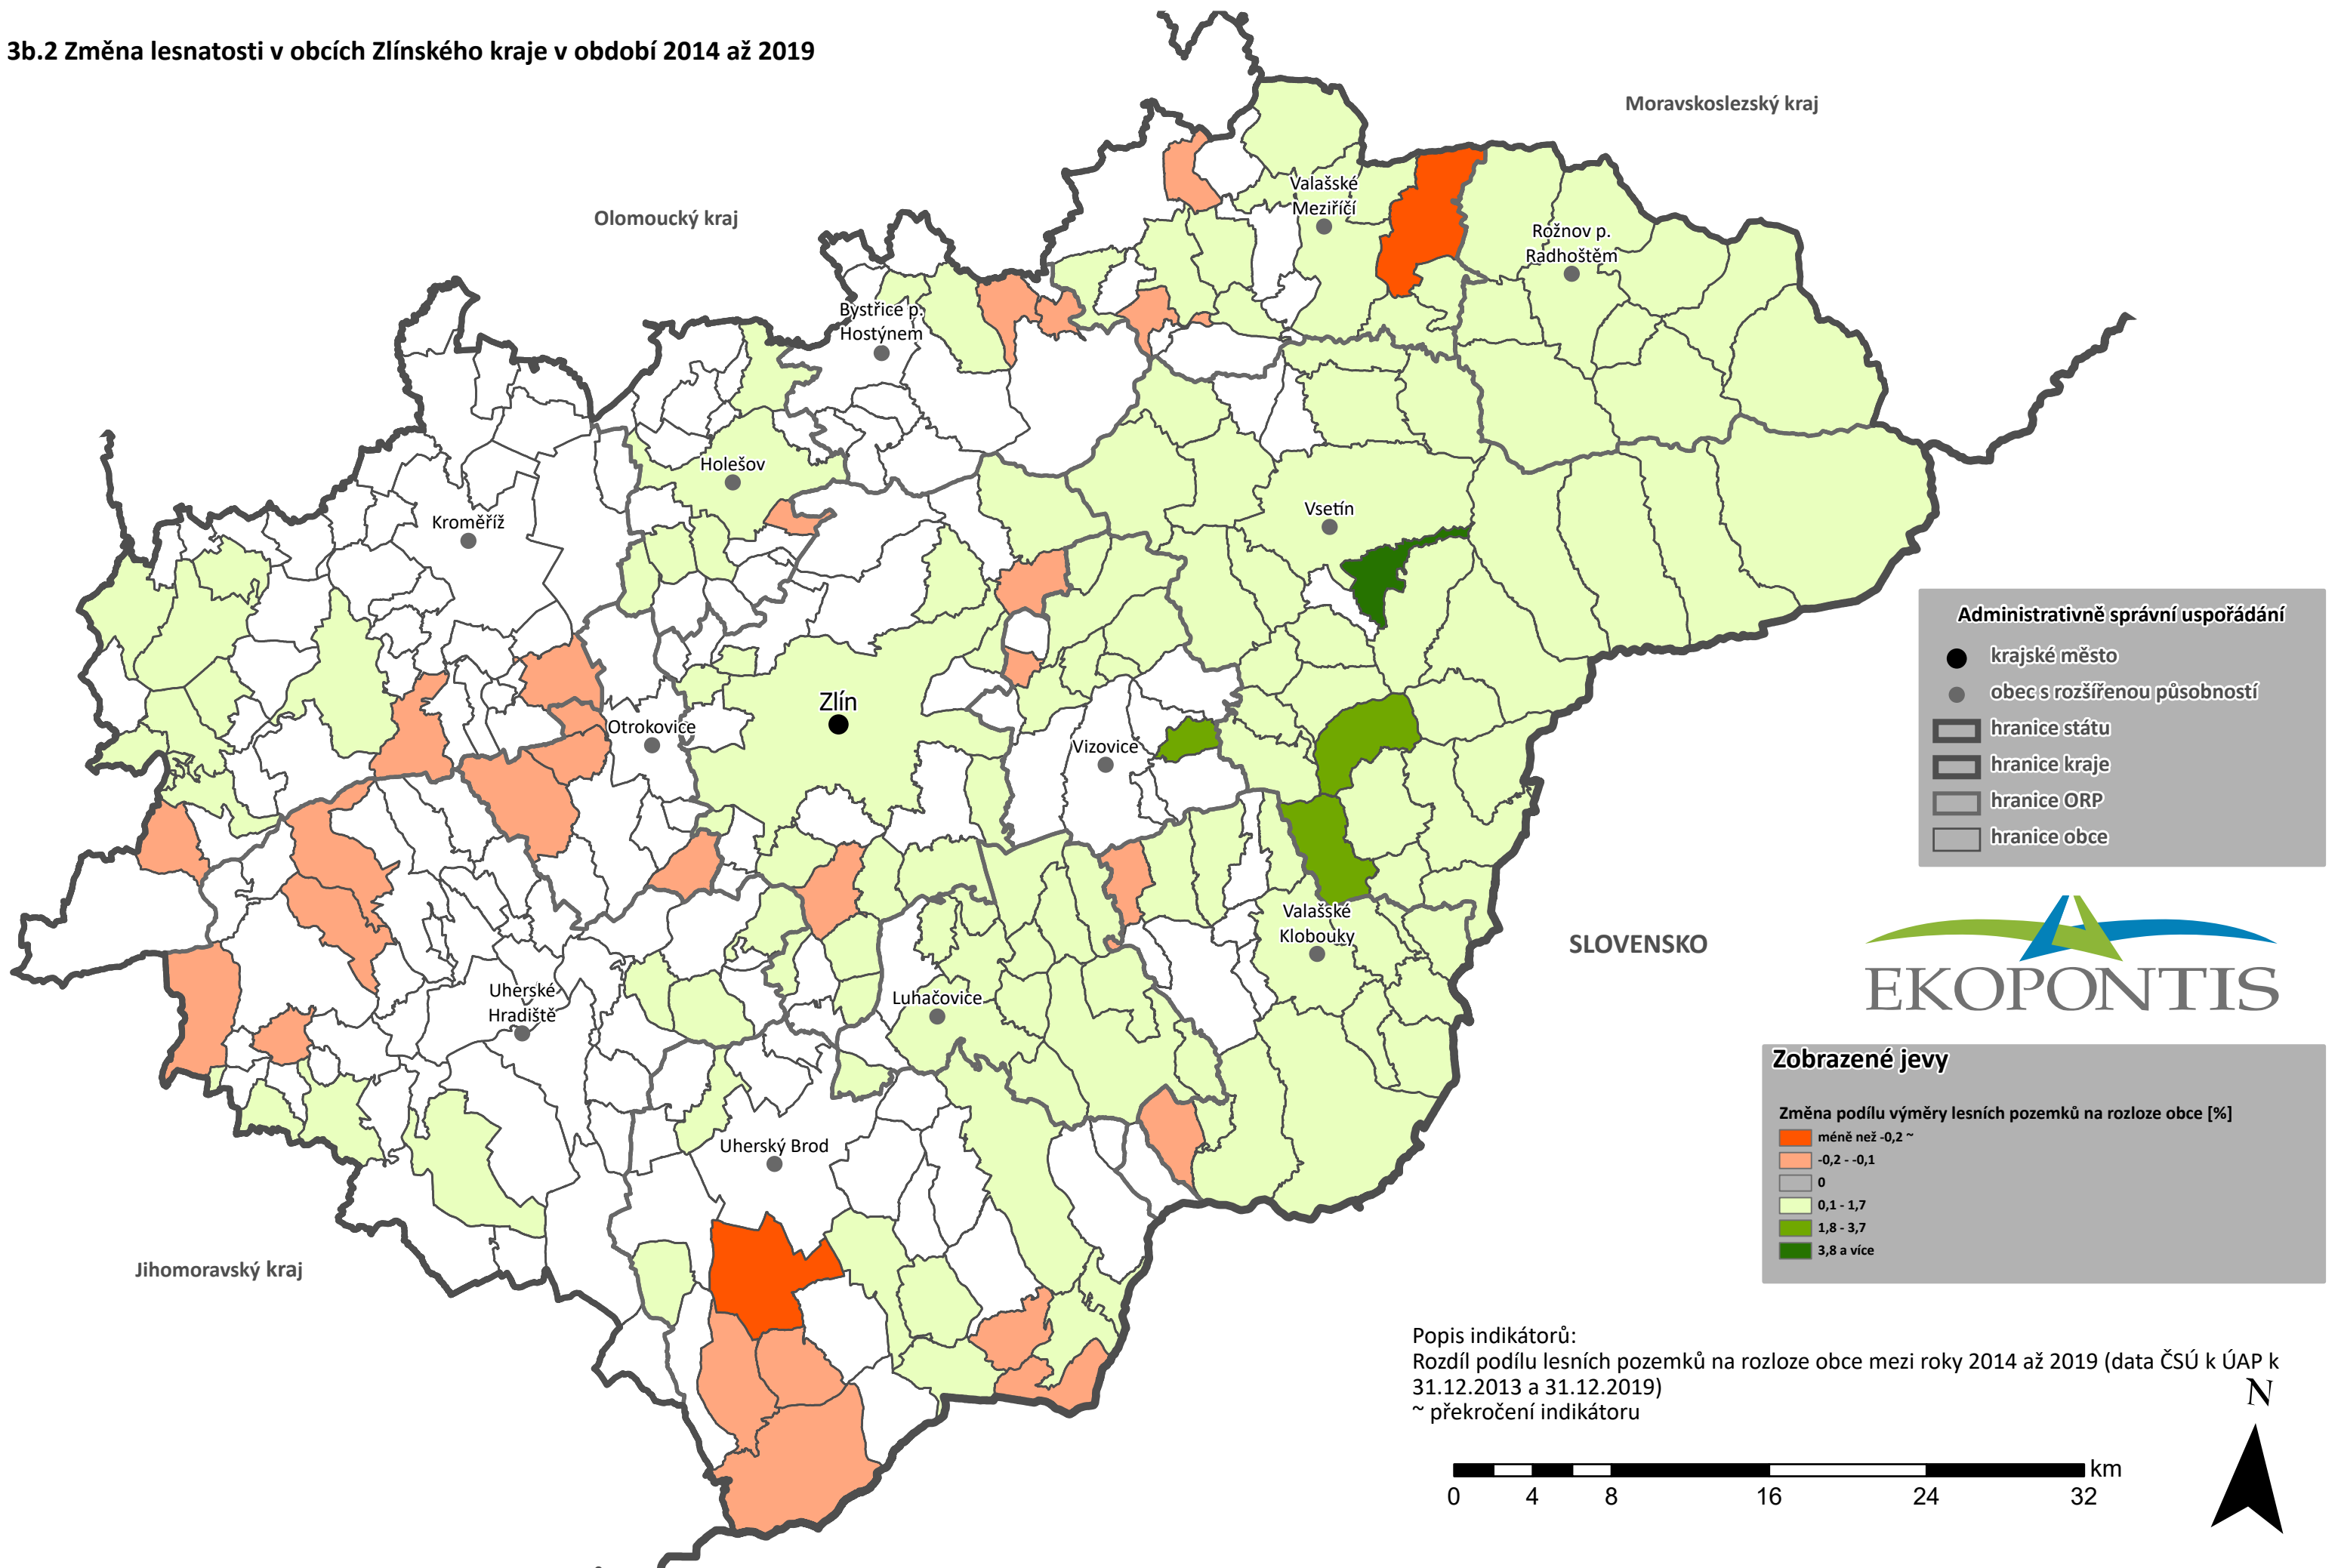 3b.2 Změna lesnatosti v obcích Zlínského kraje v období 2014 až 2019
Moravskoslezský kraj
Olomoucký kraj
Valašské
Meziříčí
Rožnov p.
Radhoštěm
Bystřice p.
Hostýnem
Holešov
Kroměříž
Vsetín
Zlín
Otrokovice
Vizovice
Valašské
Klobouky
SLOVENSKO
Uherské
Hradiště
Luhačovice
Uherský Brod
Jihomoravský kraj
Administrativně správní uspořádání
krajské město
obec s rozšířenou působností
hranice státu
hranice kraje
hranice ORP
hranice obce
EKOPONTIS
Zobrazené jevy
Změna podílu výměry lesních pozemků na rozloze obce [%]
méně než -0,2 ~
-0,2 - -0,1
0
0,1 - 1,7
1,8 - 3,7
3,8 a více
Popis indikátorů:
Rozdíl podílu lesních pozemků na rozloze obce mezi roky 2014 až 2019 (data ČSÚ k ÚAP k
31.12.2013 a 31.12.2019)
~ překročení indikátoru
N
km
0 4 8 16 24 32